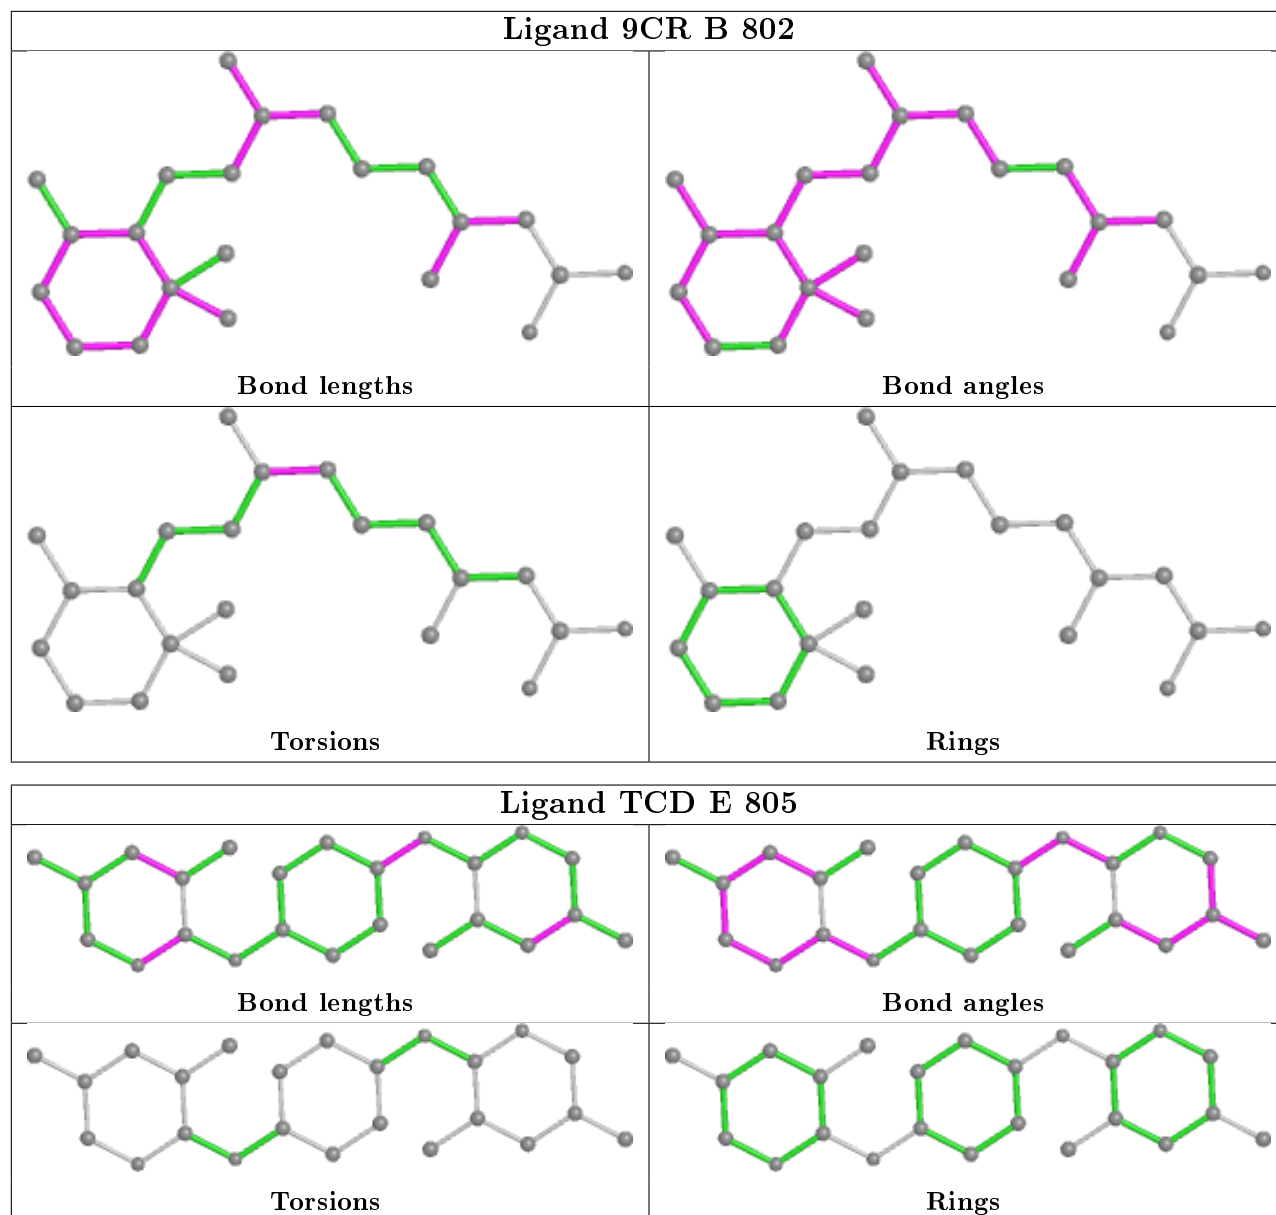 Ligand 9CR B 802
Bond lengths
Bond angles
Torsions
Rings
Ligand TCD E 805
Bond lengths
Bond angles
Torsions
Rings